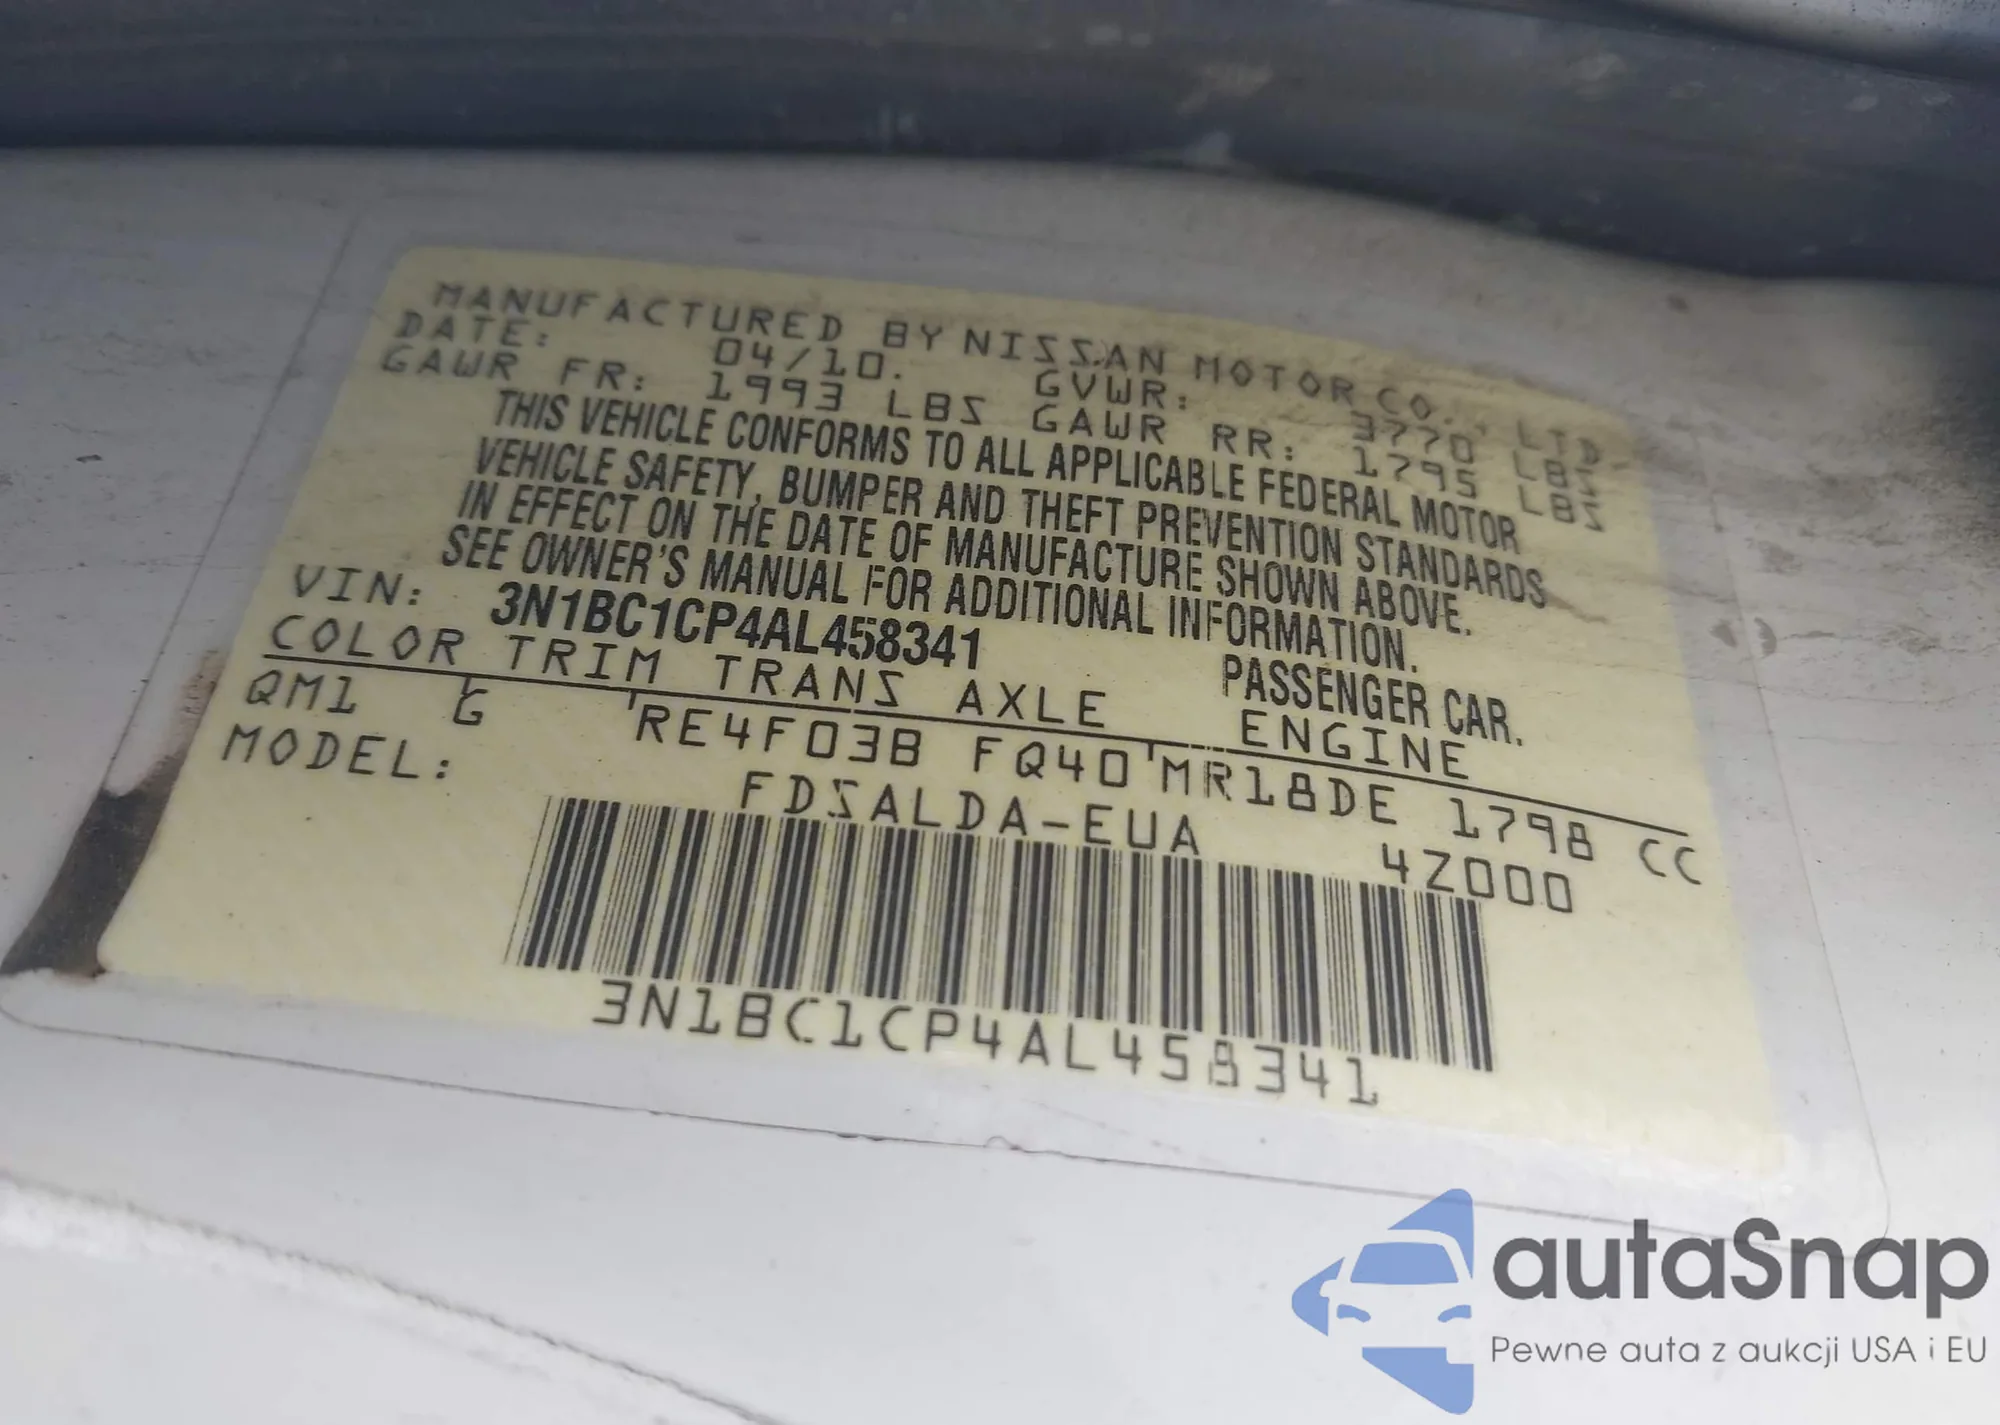 MANUFACTURED BY NISSAN MOTOR CO., LTD
DATE: 04/10. GVWR: 3770 LBS
GAWR FR: 1993 LBS GAWR RR: 1795 LBS
THIS VEHICLE CONFORMS TO ALL APPLICABLE FEDERAL MOTOR
VEHICLE SAFETY, BUMPER AND THEFT PREVENTION STANDARDS
IN EFFECT ON THE DATE OF MANUFACTURE SHOWN ABOVE.
SEE OWNER'S MANUAL FOR ADDITIONAL INFORMATION.
VIN: 3N1BC1CP4AL458341 PASSENGER CAR.
COLOR TRIM TRANS AXLE ENGINE
QM1 G RE4F03B FQ40 MR18DE 1798 CC
MODEL: FDSALDA-EUA 4Z000
3N1BC1CP4AL458341
autaSnap
Pewne auta z aukcji USA i EU